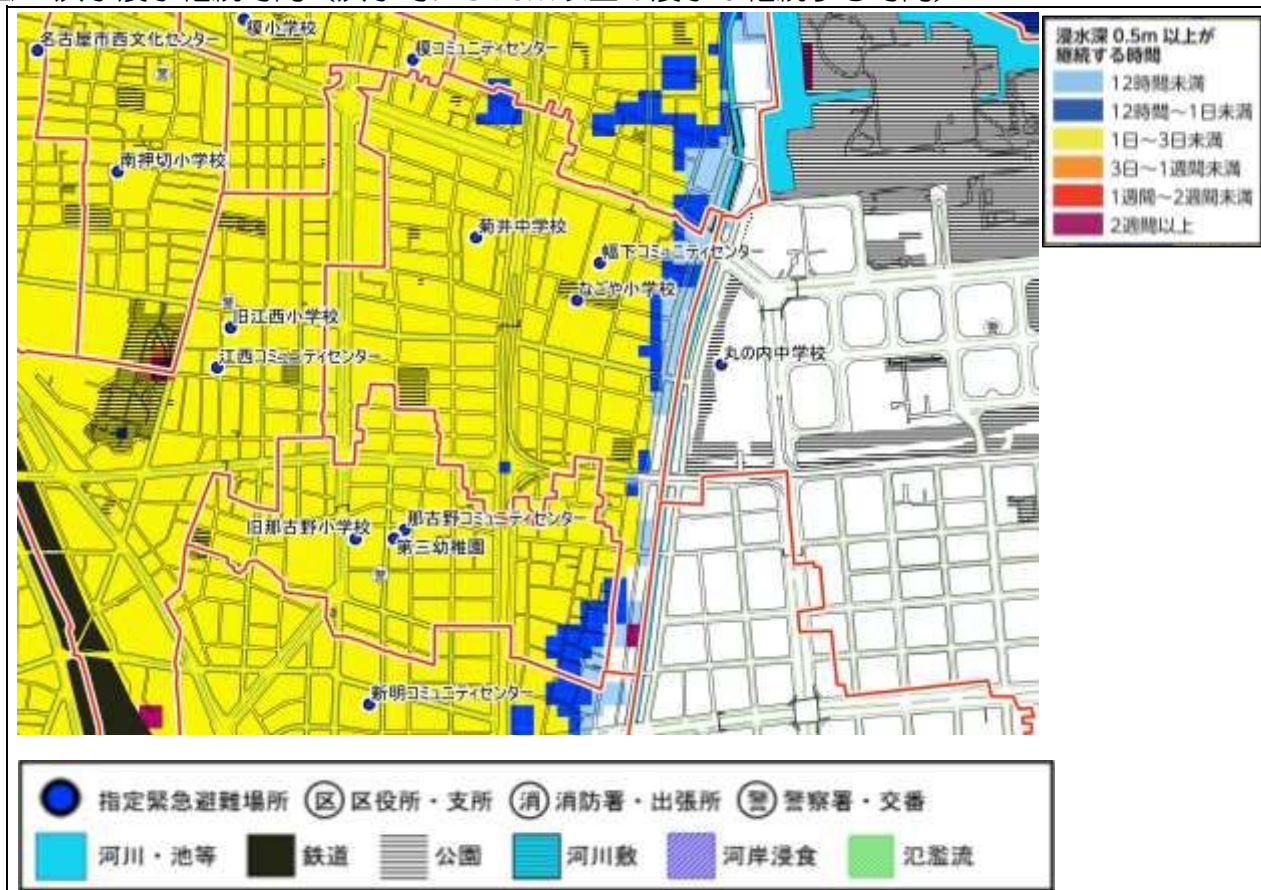 名古屋市西文化センター
榎小学校
榎コミュニティセンター
南押切小学校
菊井中学校
幅下コミュニティセンター
なごや小学校
旧江西小学校
江西コミュニティセンター
丸の内中学校
那古野コミュニティセンター
旧那古野小学校
第三幼稚園
新明コミュニティセンター
警
警
警
警
浸水深 0.5m 以上が
継続する時間
12時間未満
12時間~1日未満
1日~3日未満
3日~1週間未満
1週間~2週間未満
2週間以上
指定緊急避難場所 区 区役所・支所 消 消防署・出張所 警 警察署・交番
河川・池等 鉄道 公園 河川敷 河岸浸食 氾濫流